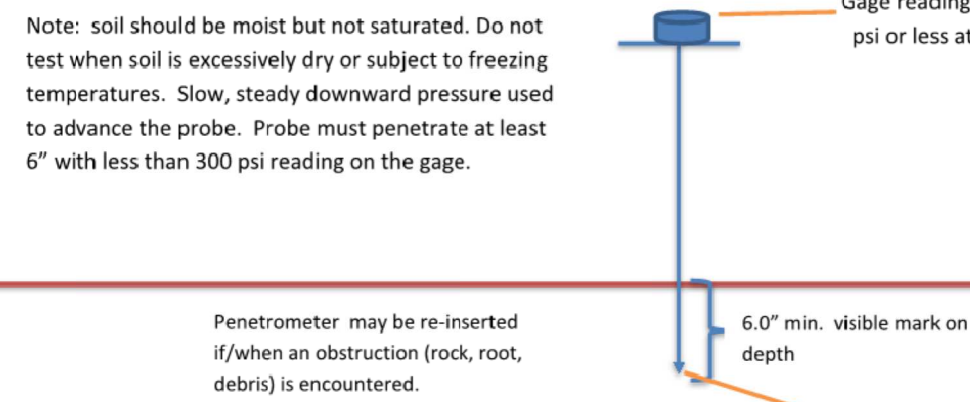 Note: soil should be moist but not saturated. Do not
test when soil is excessively dry or subject to freezing
temperatures. Slow, steady downward pressure used
to advance the probe. Probe must penetrate at least
6” with less than 300 psi reading on the gage.
Gage reading
psi or less at
Penetrometer may be re-inserted
if/when an obstruction (rock, root,
debris) is encountered.
6.0” min. visible mark on
depth